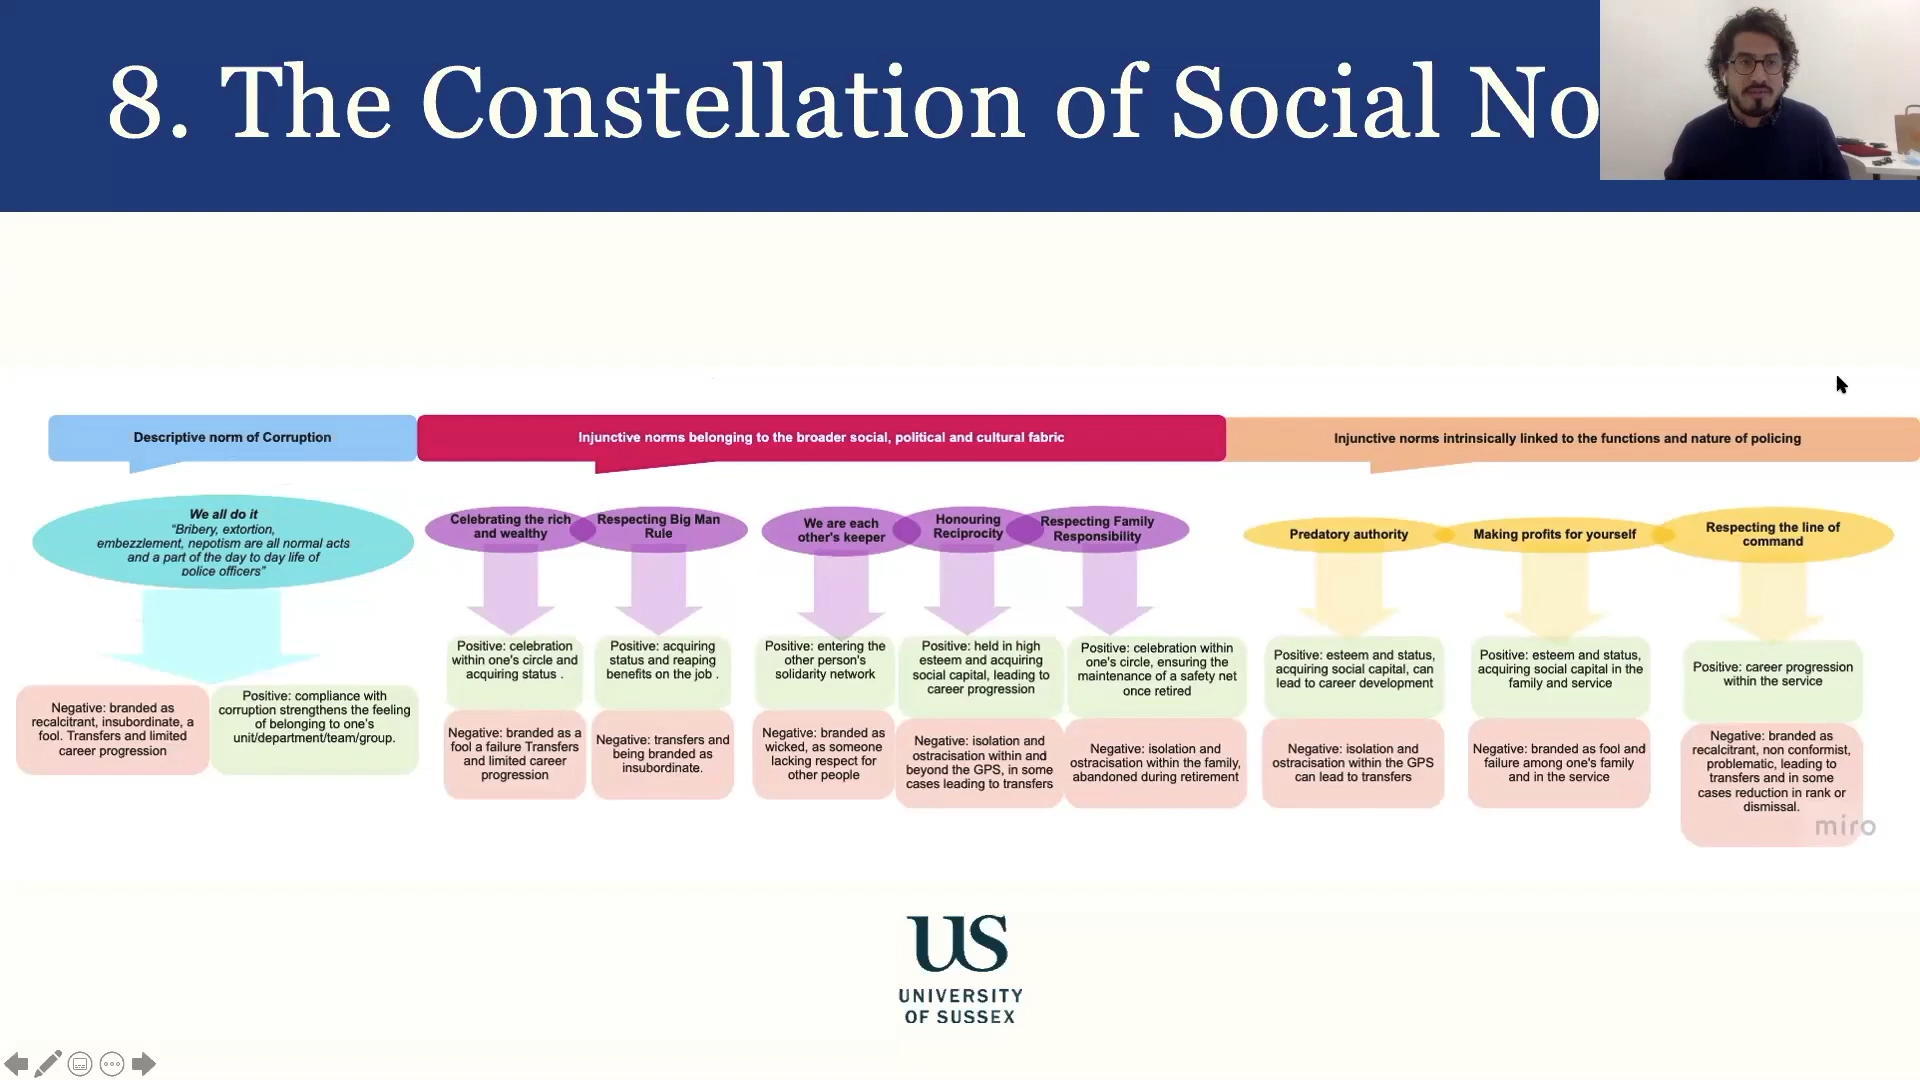 8. The Constellation of Social No
Descriptive norm of Corruption
Injunctive norms belonging to the broader social, political and cultural fabric
Injunctive norms intrinsically linked to the functions and nature of policing
We all do it
"Bribery, extortion,
embezzlement, nepotism are all normal acts
and a part of the day to day life of
police officers"
Celebrating the rich
and wealthy
Respecting Big Man
Rule
We are each
other's keeper
Honouring
Reciprocity
Respecting Family
Responsibility
Predatory authority
Making profits for yourself
Respecting the line of
command
Negative: branded as
recalcitrant, insubordinate, a
fool. Transfers and limited
career progression
Positive: compliance with
corruption strengthens the feeling
of belonging to one's
unit/department/team/group.
Positive: celebration
within one's circle and
acquiring status .
Negative: branded as a
fool a failure Transfers
and limited career
progression
Positive: acquiring
status and reaping
benefits on the job .
Negative: transfers and
being branded as
insubordinate.
Positive: entering the
other person's
solidarity network
Negative: branded as
wicked, as someone
lacking respect for
other people
Positive: held in high
esteem and acquiring
social capital, leading to
career progression
Negative: isolation and
ostracisation within and
beyond the GPS, in some
cases leading to transfers
Positive: celebration within
one's circle, ensuring the
maintenance of a safety net
once retired
Negative: isolation and
ostracisation within the family,
abandoned during retirement
Positive: esteem and status,
acquiring social capital, can
lead to career development
Negative: isolation and
ostracisation within the GPS
can lead to transfers
Positive: esteem and status,
acquiring social capital in the
family and service
Negative: branded as fool and
failure among one's family
and in the service
Positive: career progression
within the service
Negative: branded as
recalcitrant, non conformist,
problematic, leading to
transfers and in some
cases reduction in rank or
dismissal.
miro
US
UNIVERSITY
OF SUSSEX